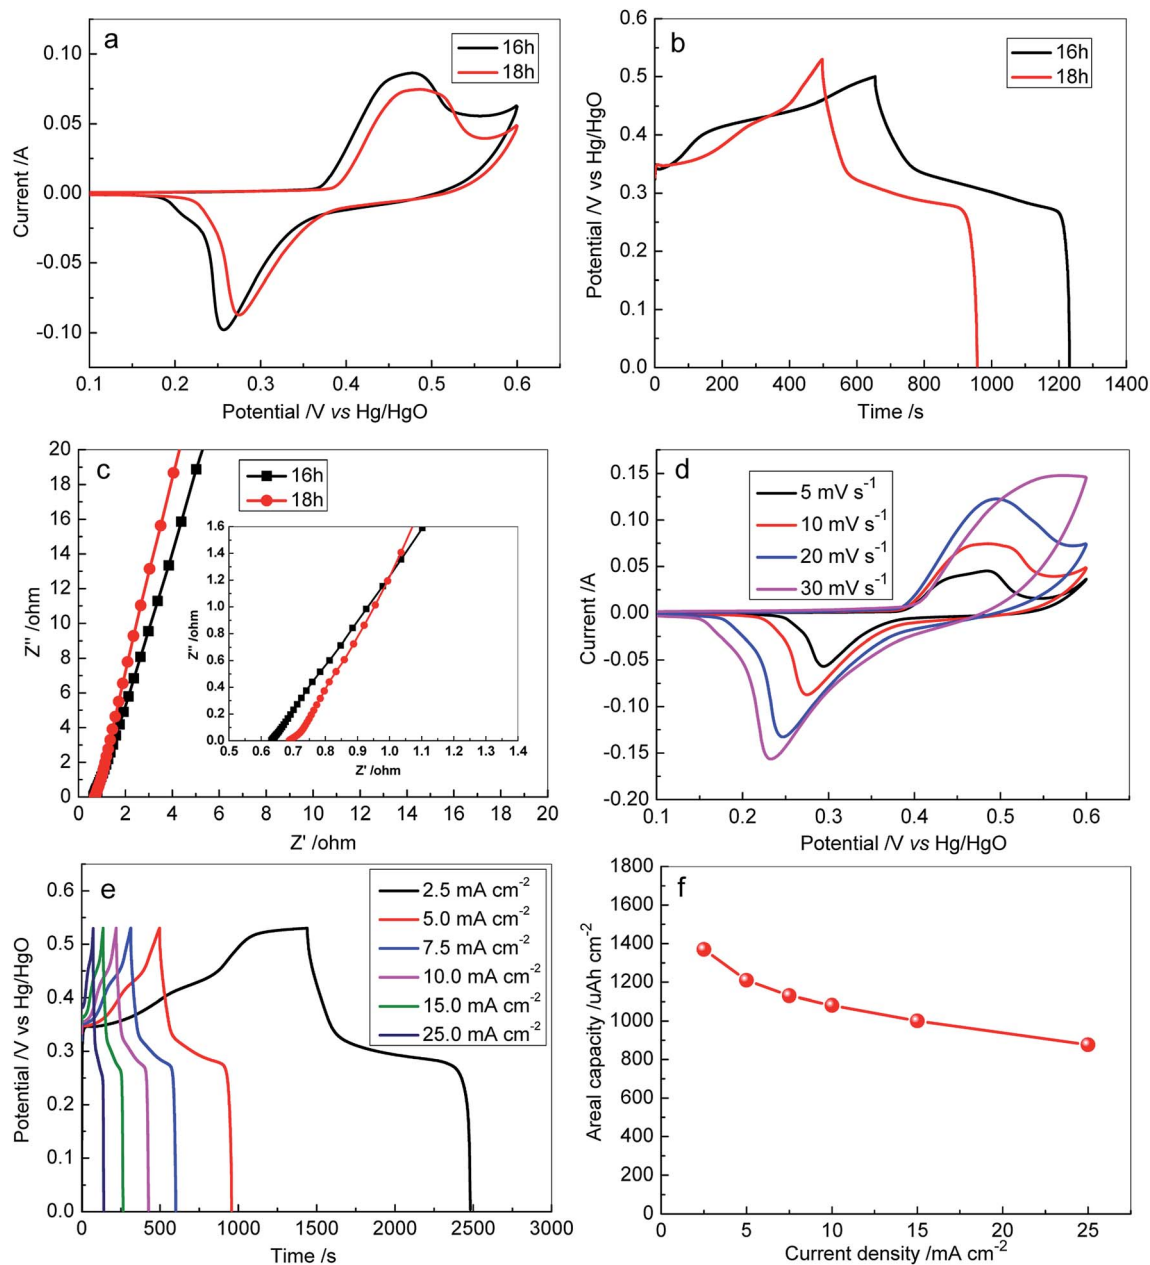 a
16h
18h
0.10
0.05
0.00
-0.05
-0.10
Current /A
0.1 0.2 0.3 0.4 0.5 0.6
Potential /V vs Hg/HgO
b
16h
18h
0.6
0.5
0.4
0.3
0.2
0.1
0.0
Potential /V vs Hg/HgO
0 200 400 600 800 1000 1200 1400
Time /s
c
16h
18h
20
18
16
14
12
10
8
6
4
2
0
Z'' /ohm
1.6
1.4
1.2
1.0
0.8
0.6
0.4
0.2
0.0
Z'' /ohm
0.5 0.6 0.7 0.8 0.9 1.0 1.1 1.2 1.3 1.4
Z' /ohm
0 2 4 6 8 10 12 14 16 18 20
Z' /ohm
d
5 mV s⁻¹
10 mV s⁻¹
20 mV s⁻¹
30 mV s⁻¹
0.15
0.10
0.05
0.00
-0.05
-0.10
-0.15
-0.20
Current /A
0.1 0.2 0.3 0.4 0.5 0.6
Potential /V vs Hg/HgO
e
2.5 mA cm⁻²
5.0 mA cm⁻²
7.5 mA cm⁻²
10.0 mA cm⁻²
15.0 mA cm⁻²
25.0 mA cm⁻²
0.6
0.5
0.4
0.3
0.2
0.1
0.0
Potential /V vs Hg/HgO
0 500 1000 1500 2000 2500 3000
Time /s
f
1800
1600
1400
1200
1000
800
600
400
200
0
Areal capacity /uAh cm⁻²
0 5 10 15 20 25
Current density /mA cm⁻²